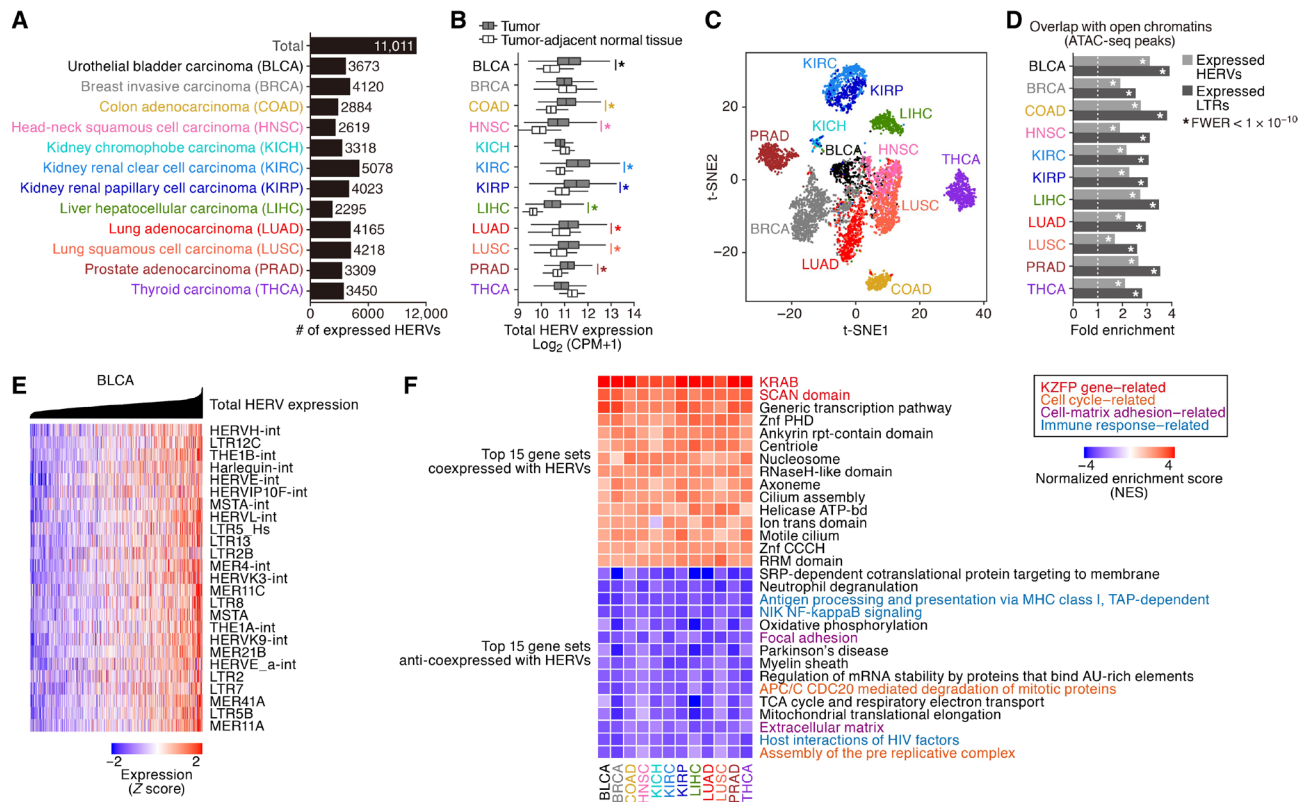 A
Total
11,011
Urothelial bladder carcinoma (BLCA)
3673
Breast invasive carcinoma (BRCA)
4120
Colon adenocarcinoma (COAD)
2884
Head-neck squamous cell carcinoma (HNSC)
2619
Kidney chromophobe carcinoma (KICH)
3318
Kidney renal clear cell carcinoma (KIRC)
5078
Kidney renal papillary cell carcinoma (KIRP)
4023
Liver hepatocellular carcinoma (LIHC)
2295
Lung adenocarcinoma (LUAD)
4165
Lung squamous cell carcinoma (LUSC)
4218
Prostate adenocarcinoma (PRAD)
3309
Thyroid carcinoma (THCA)
3450
0
6000
12,000
# of expressed HERVs
B
Tumor
Tumor-adjacent normal tissue
BLCA
*
BRCA
COAD
*
HNSC
*
KICH
KIRC
*
KIRP
*
LIHC
*
LUAD
*
LUSC
*
PRAD
*
THCA
9 10 11 12 13 14
Total HERV expression
Log2 (CPM+1)
C
KIRC
KIRP
LIHC
KICH
PRAD
BLCA
HNSC
THCA
LUSC
BRCA
LUAD
COAD
20
0
−20
t-SNE2
−20 0 20 40
t-SNE1
D
Overlap with open chromatins
(ATAC-seq peaks)
Expressed
HERVs
Expressed
LTRs
* FWER < 1 × 10−10
BLCA
* *
BRCA
* *
COAD
* *
HNSC
* *
KIRC
* *
KIRP
* *
LIHC
* *
LUAD
* *
LUSC
* *
PRAD
* *
THCA
* *
0 1 2 3 4
Fold enrichment
E
BLCA
Total HERV expression
HERVH-int
LTR12C
THE1B-int
Harlequin-int
HERVE-int
HERVIP10F-int
MSTA-int
HERVL-int
LTR5_Hs
LTR13
LTR2B
MER4-int
HERVK3-int
MER11C
LTR8
MSTA
THE1A-int
HERVK9-int
MER21B
HERVE_a-int
LTR2
LTR7
MER41A
LTR5B
MER11A
−2 2
Expression
(Z score)
F
Top 15 gene sets
coexpressed with HERVs
KRAB
SCAN domain
Generic transcription pathway
Znf PHD
Ankyrin rpt-contain domain
Centriole
Nucleosome
RNaseH-like domain
Axoneme
Cilium assembly
Helicase ATP-bd
Ion trans domain
Motile cilium
Znf CCCH
RRM domain
Top 15 gene sets
anti-coexpressed with HERVs
SRP-dependent cotranslational protein targeting to membrane
Neutrophil degranulation
Antigen processing and presentation via MHC class I, TAP-dependent
NIK NF-kappaB signaling
Oxidative phosphorylation
Focal adhesion
Parkinson's disease
Myelin sheath
Regulation of mRNA stability by proteins that bind AU-rich elements
APC/C CDC20 mediated degradation of mitotic proteins
TCA cycle and respiratory electron transport
Mitochondrial translational elongation
Extracellular matrix
Host interactions of HIV factors
Assembly of the pre replicative complex
BLCA
BRCA
COAD
HNSC
KICH
KIRC
KIRP
LIHC
LUAD
LUSC
PRAD
THCA
KZFP gene−related
Cell cycle−related
Cell-matrix adhesion−related
Immune response−related
−4 4
Normalized enrichment score
(NES)